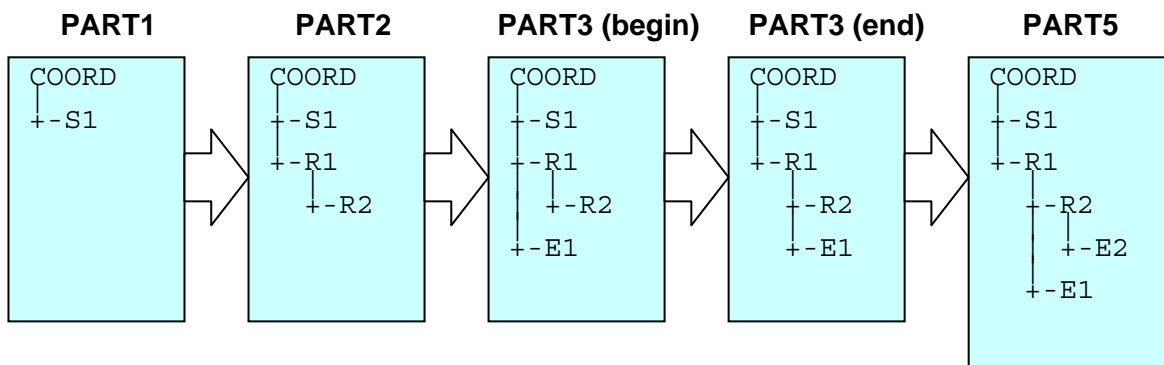 PART1
COORD
+-S1
PART2
COORD
+-S1
+-R1
+-R2
PART3 (begin)
COORD
+-S1
+-R1
+-R2
+-E1
PART3 (end)
COORD
+-S1
+-R1
+-R2
+-E1
PART5
COORD
+-S1
+-R1
+-R2
+-E2
+-E1